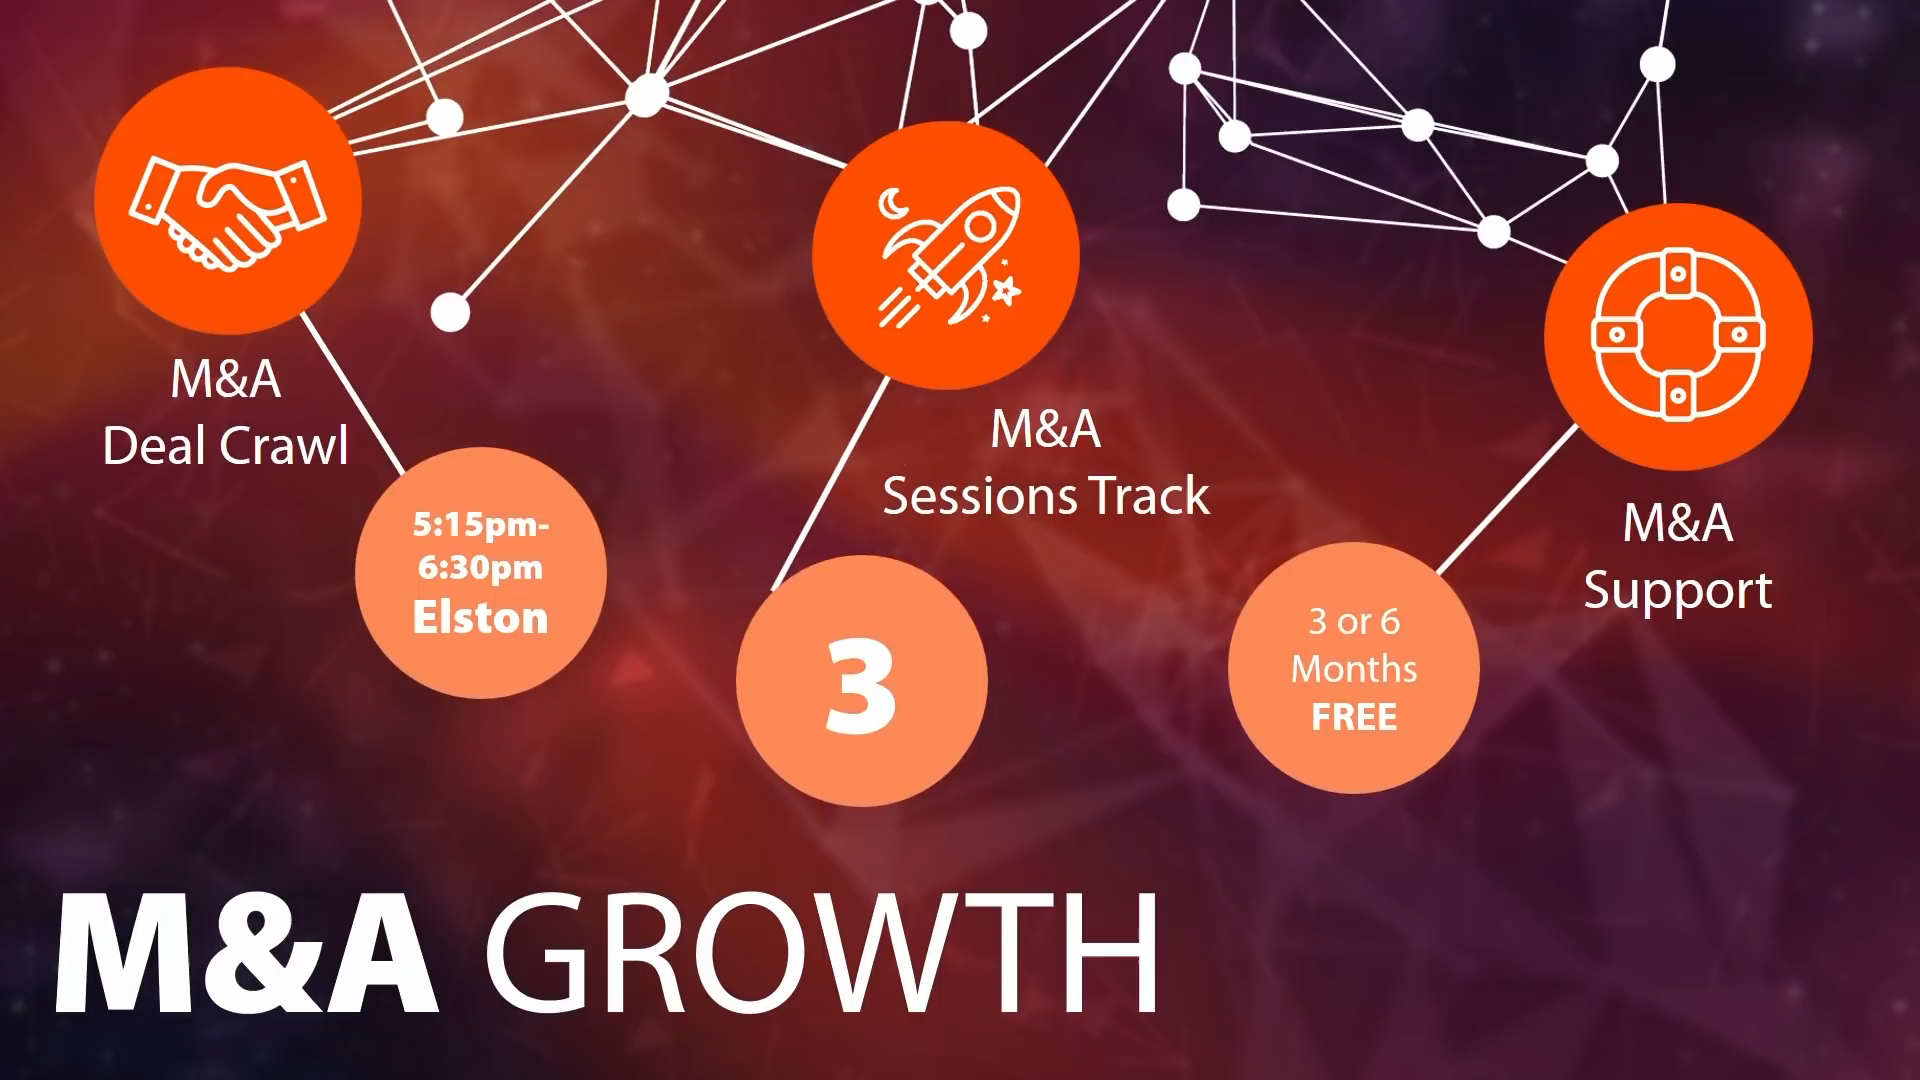 M&A
Deal Crawl
5:15pm-
6:30pm
Elston
M&A
Sessions Track
3
M&A
Support
3 or 6
Months
FREE
M&A GROWTH